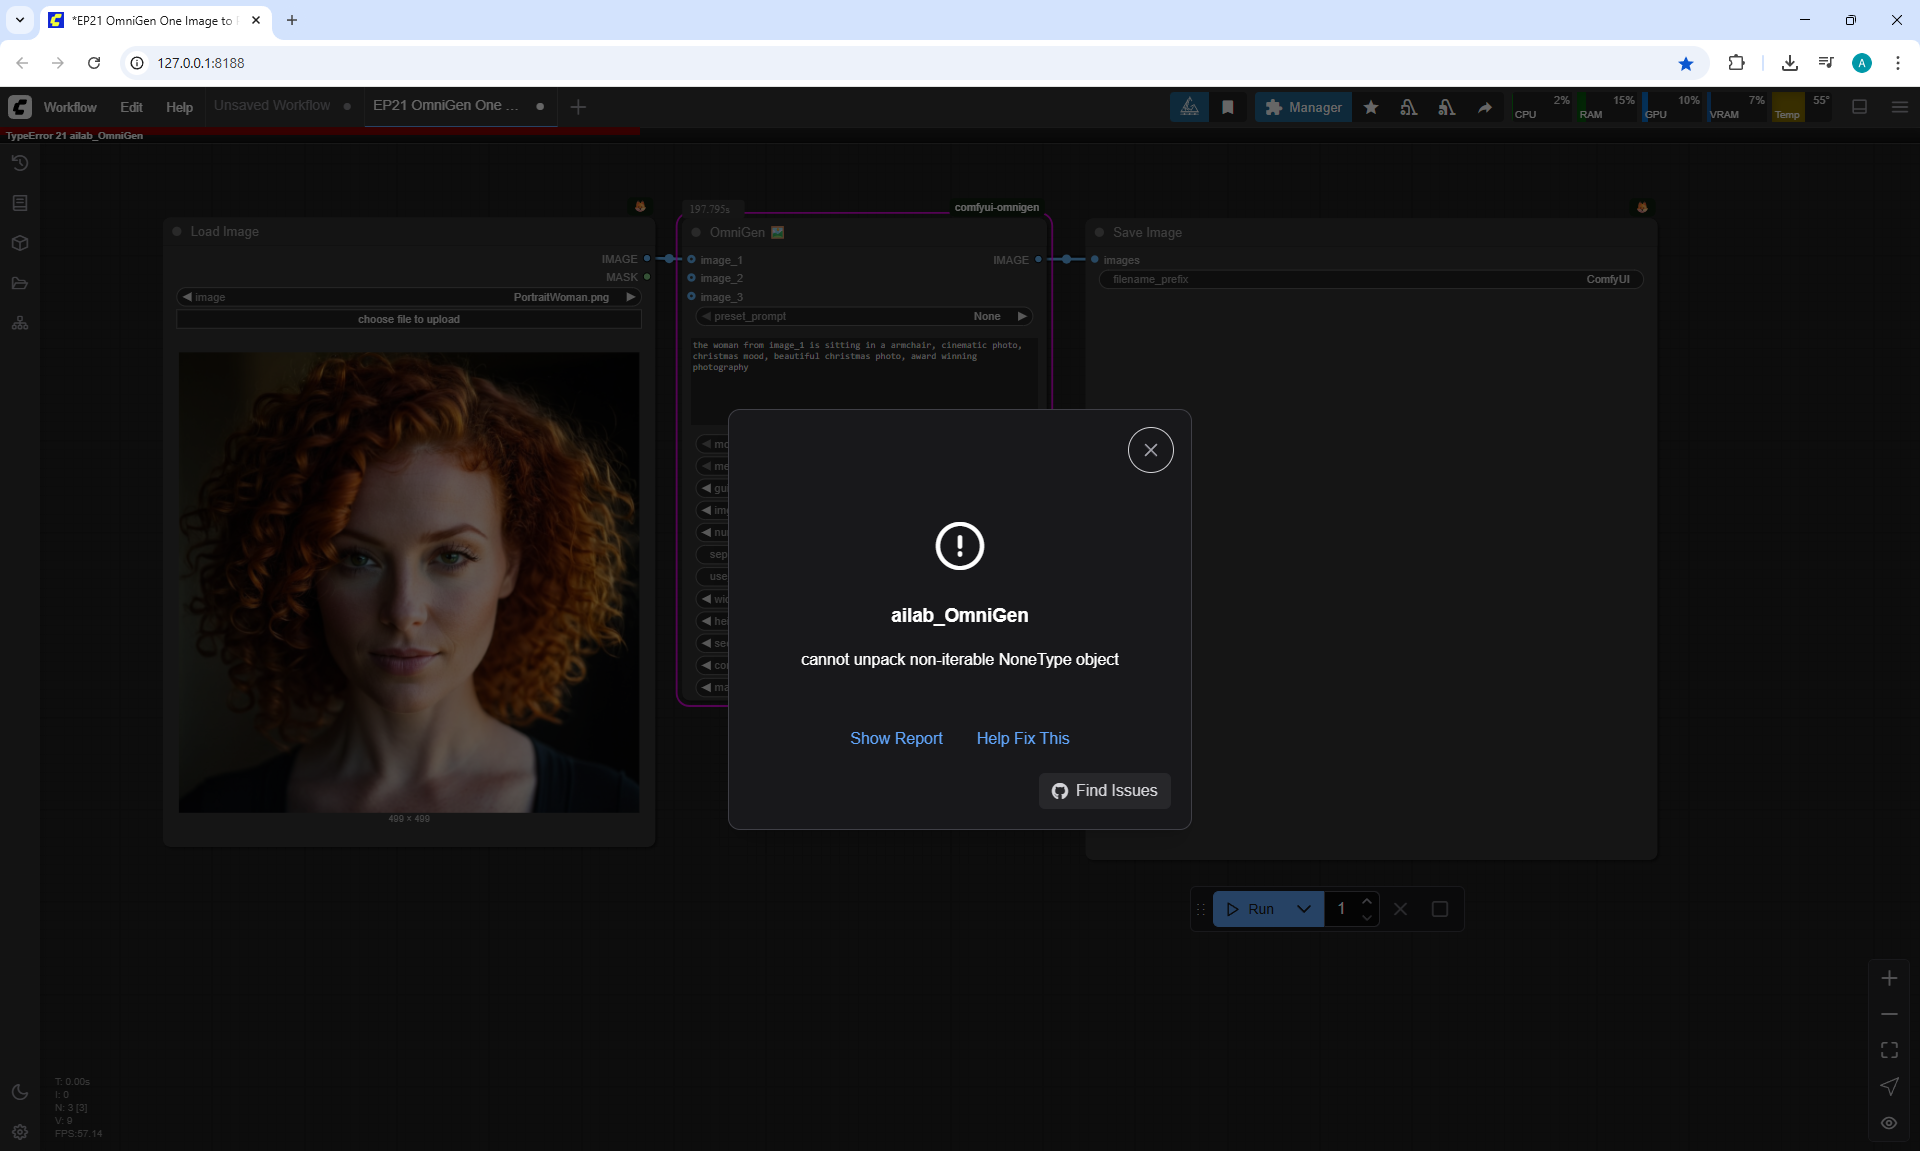 *EP21 OmniGen One Image to
127.0.0.1:8188
Workflow
Edit
Help
Unsaved Workflow
EP21 OmniGen One ...
Manager
CPU
2%
RAM
15%
GPU
10%
VRAM
7%
Temp
55°
TypeError 21 ailab_OmniGen
Load Image
IMAGE
MASK
image
PortraitWoman.png
choose file to upload
499 × 499
197.795s
comfyui-omnigen
OmniGen
image_1
IMAGE
image_2
image_3
preset_prompt
None
the woman from image_1 is sitting in a armchair, cinematic photo,
christmas mood, beautiful christmas photo, award winning
photography
mo
me
gui
im
nu
sep
use
wid
hei
see
co
ma
Save Image
images
filename_prefix
ComfyUI
ailab_OmniGen
cannot unpack non-iterable NoneType object
Show Report
Help Fix This
Find Issues
Run
1
T: 0.00s
I: 0
N: 3 [3]
V: 9
FPS:57.14
A